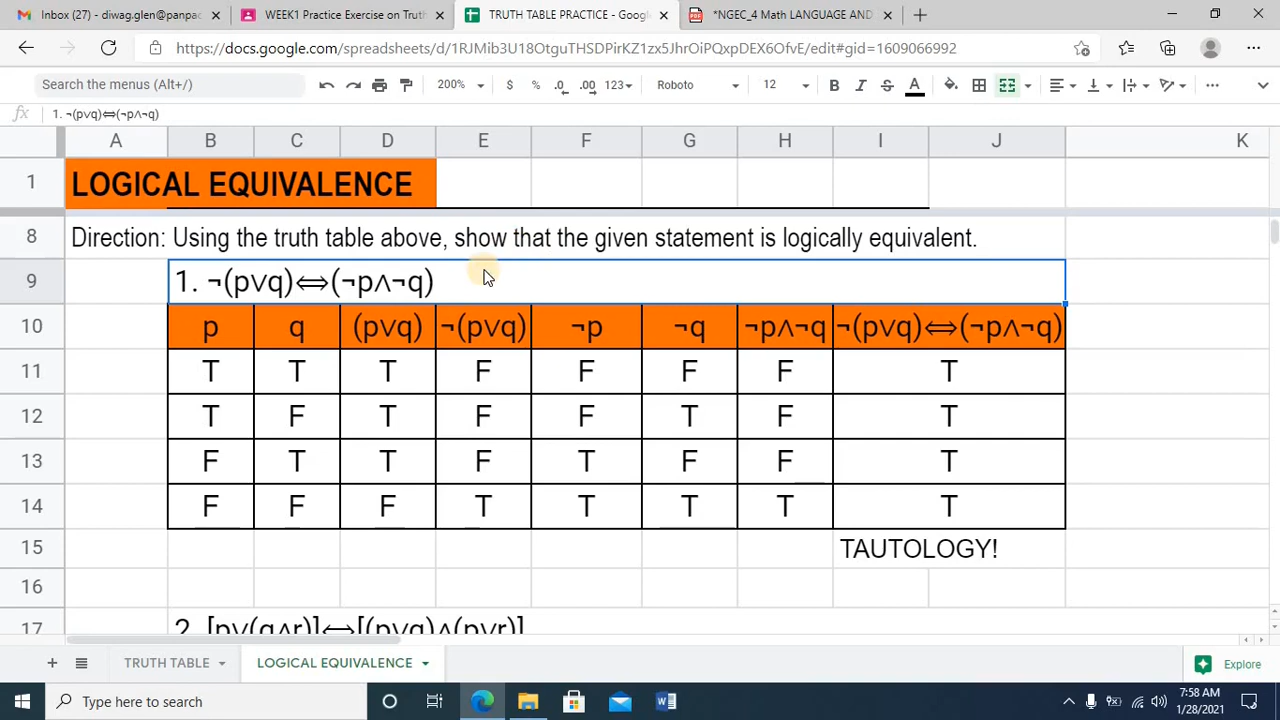 Inbox (27) - diwag.glen@panpac
WEEK1 Practice Exercise on Truth
TRUTH TABLE PRACTICE - Google
*NGEC_4 Math LANGUAGE AND
https://docs.google.com/spreadsheets/d/1RJMib3U18OtguTHSDPirKZ1zx5JhrOiPQxpDEX6OfvE/edit#gid=1609066992
Search the menus (Alt+/) 200% $ % .0 .00 123 Roboto 12 B I S A
fx 1. ¬(p∨q)⇔(¬p∧¬q)
A B C D E F G H I J K
1 LOGICAL EQUIVALENCE
8 Direction: Using the truth table above, show that the given statement is logically equivalent.
9 1. ¬(p∨q)⇔(¬p∧¬q)
10 p q (p∨q) ¬(p∨q) ¬p ¬q ¬p∧¬q ¬(p∨q)⇔(¬p∧¬q)
11 T T T F F F F T
12 T F T F F T F T
13 F T T F T F F T
14 F F F T T T T T
15 TAUTOLOGY!
16
17 2. [p∨(q∧r)]⇔[(p∨q)∧(p∨r)]
TRUTH TABLE LOGICAL EQUIVALENCE Explore
Type here to search
7:58 AM
1/28/2021